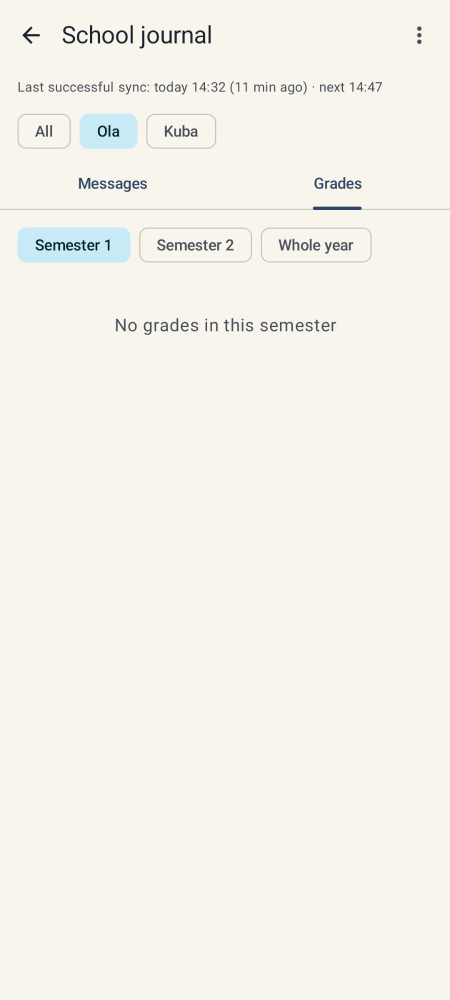 School journal
Last successful sync: today 14:32 (11 min ago) · next 14:47
All Ola Kuba
Messages Grades
Semester 1 Semester 2 Whole year
No grades in this semester